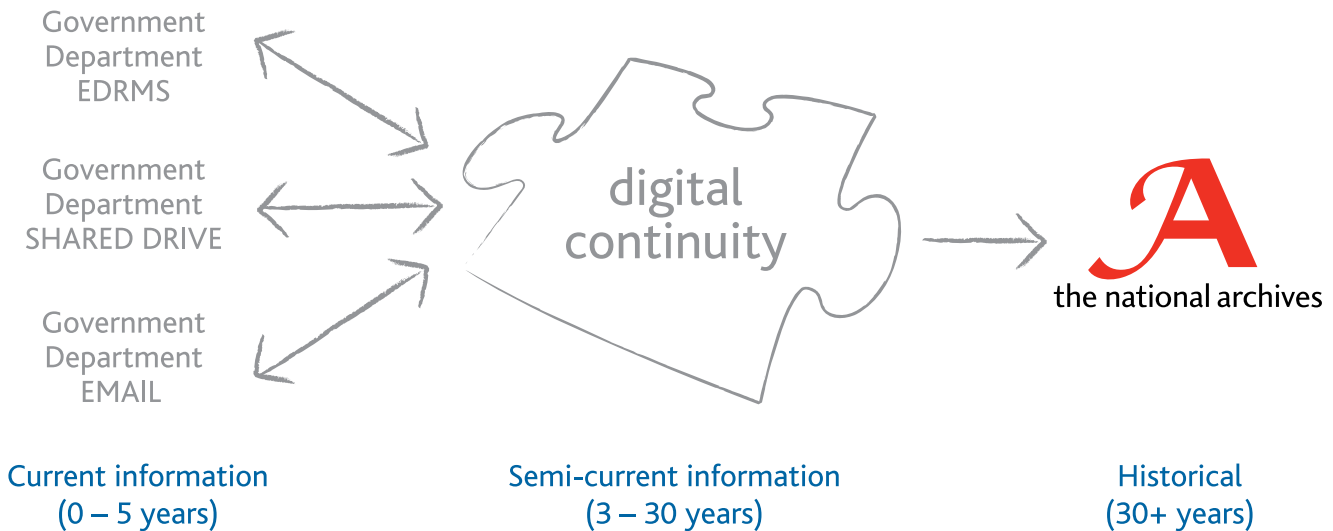 Government
Department
EDRMS
Government
Department
SHARED DRIVE
Government
Department
EMAIL
digital
continuity
A
the national archives
Current information
(0 – 5 years)
Semi-current information
(3 – 30 years)
Historical
(30+ years)